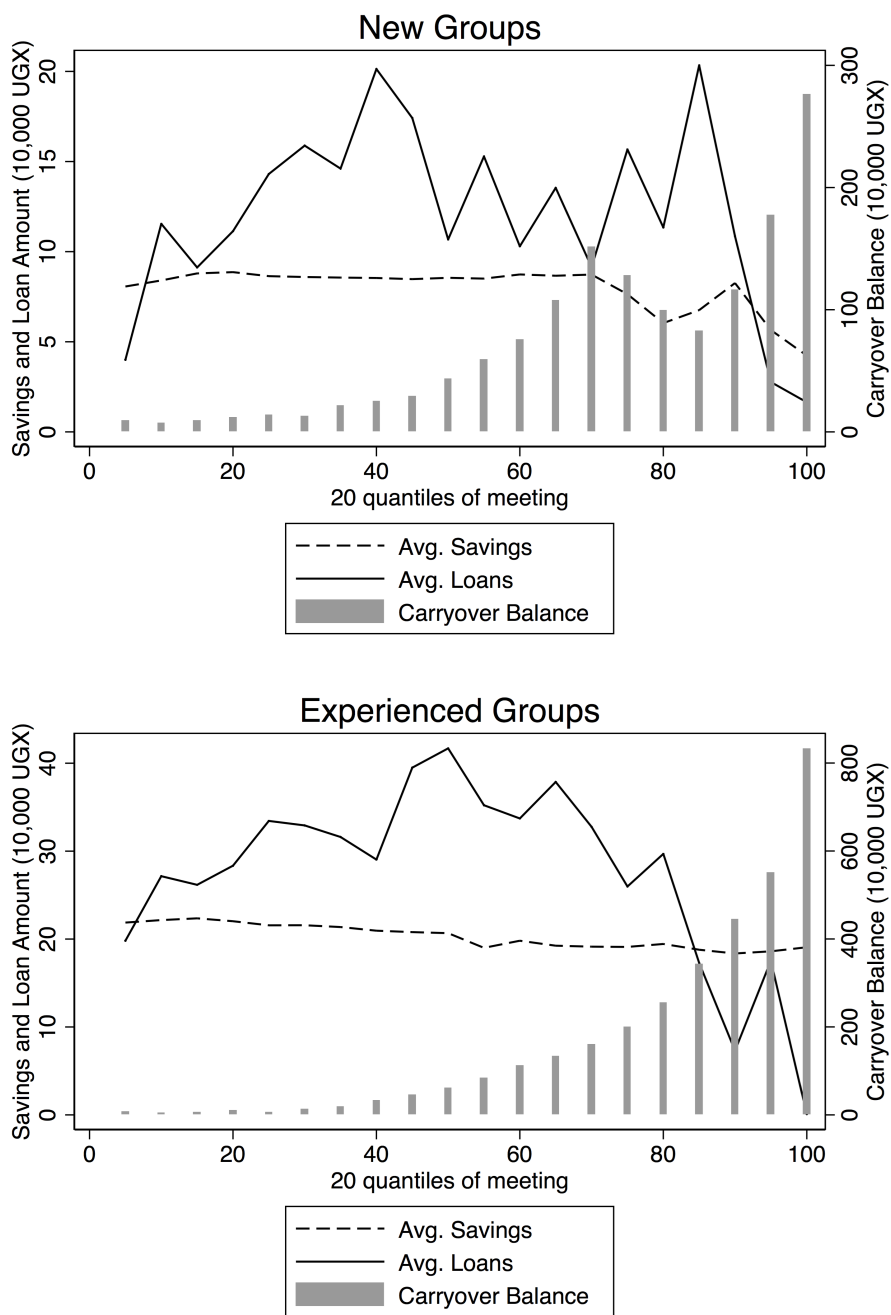 New Groups
Savings and Loan Amount (10,000 UGX)
20
15
10
5
0
300
200
100
0
Carryover Balance (10,000 UGX)
0 20 40 60 80 100
20 quantiles of meeting
Avg. Savings
Avg. Loans
Carryover Balance
Experienced Groups
Savings and Loan Amount (10,000 UGX)
40
30
20
10
0
800
600
400
200
0
Carryover Balance (10,000 UGX)
0 20 40 60 80 100
20 quantiles of meeting
Avg. Savings
Avg. Loans
Carryover Balance